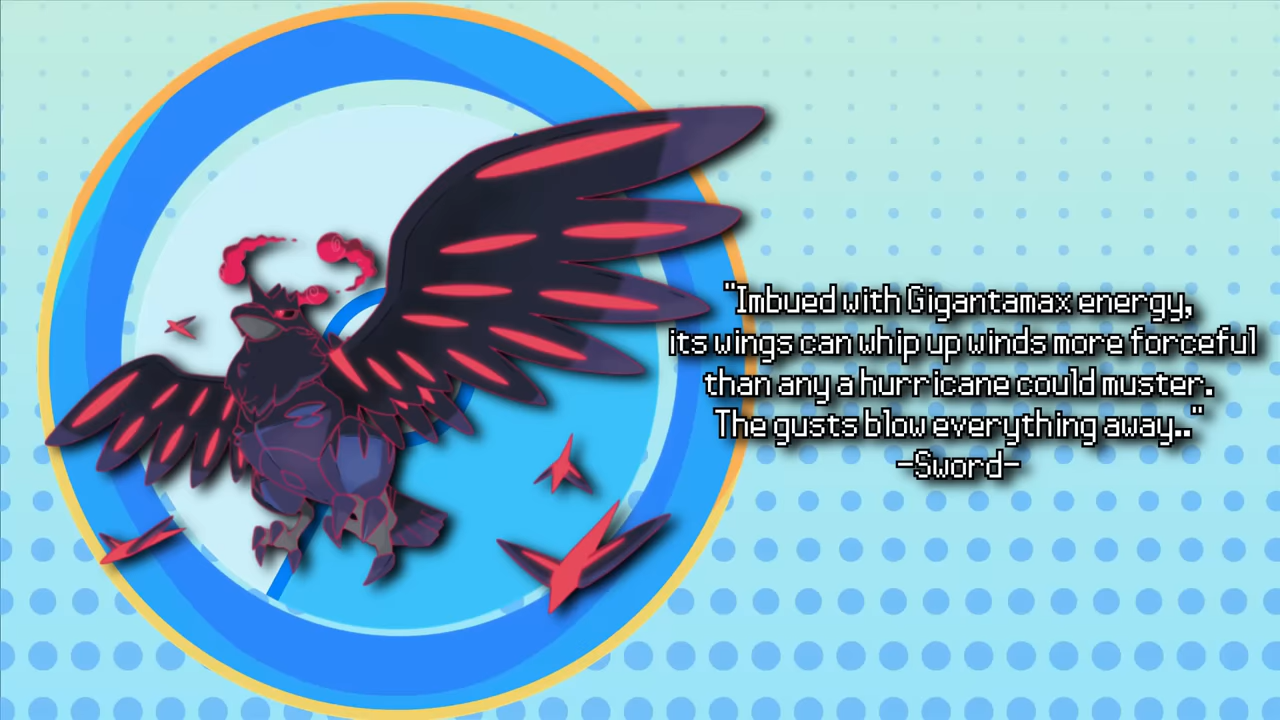 "Imbued with Gigantamax energy,
its wings can whip up winds more forceful
than any a hurricane could muster.
The gusts blow everything away.."
-Sword-